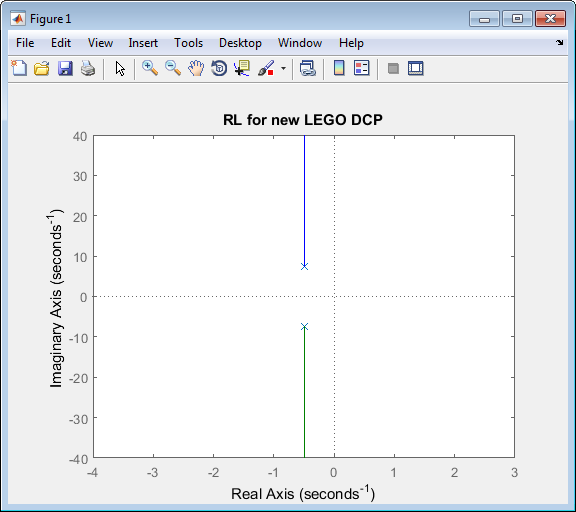 Figure 1
File Edit View Insert Tools Desktop Window Help
RL for new LEGO DCP
40
30
20
10
0
-10
-20
-30
-40
Imaginary Axis (seconds⁻¹)
-4 -3 -2 -1 0 1 2 3
Real Axis (seconds⁻¹)